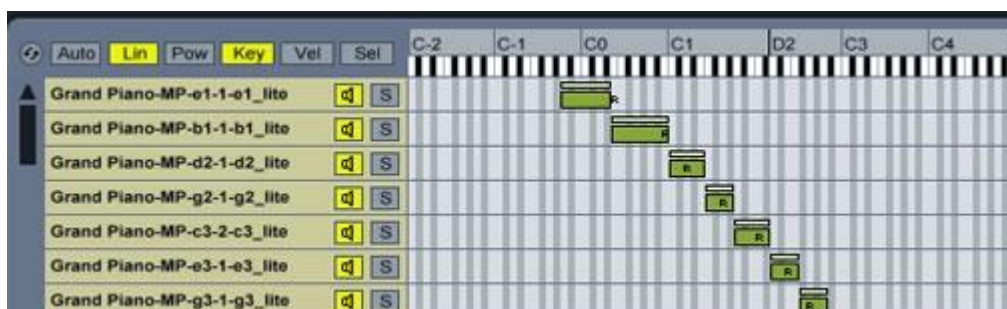 Auto Lin Pow Key Vel Sel C-2 C-1 C0 C1 D2 C3 C4
Grand Piano-MP-e1-1-e1_lite S R
Grand Piano-MP-b1-1-b1_lite S R
Grand Piano-MP-d2-1-d2_lite S R
Grand Piano-MP-g2-1-g2_lite S R
Grand Piano-MP-c3-2-c3_lite S R
Grand Piano-MP-e3-1-e3_lite S R
Grand Piano-MP-g3-1-g3_lite S R